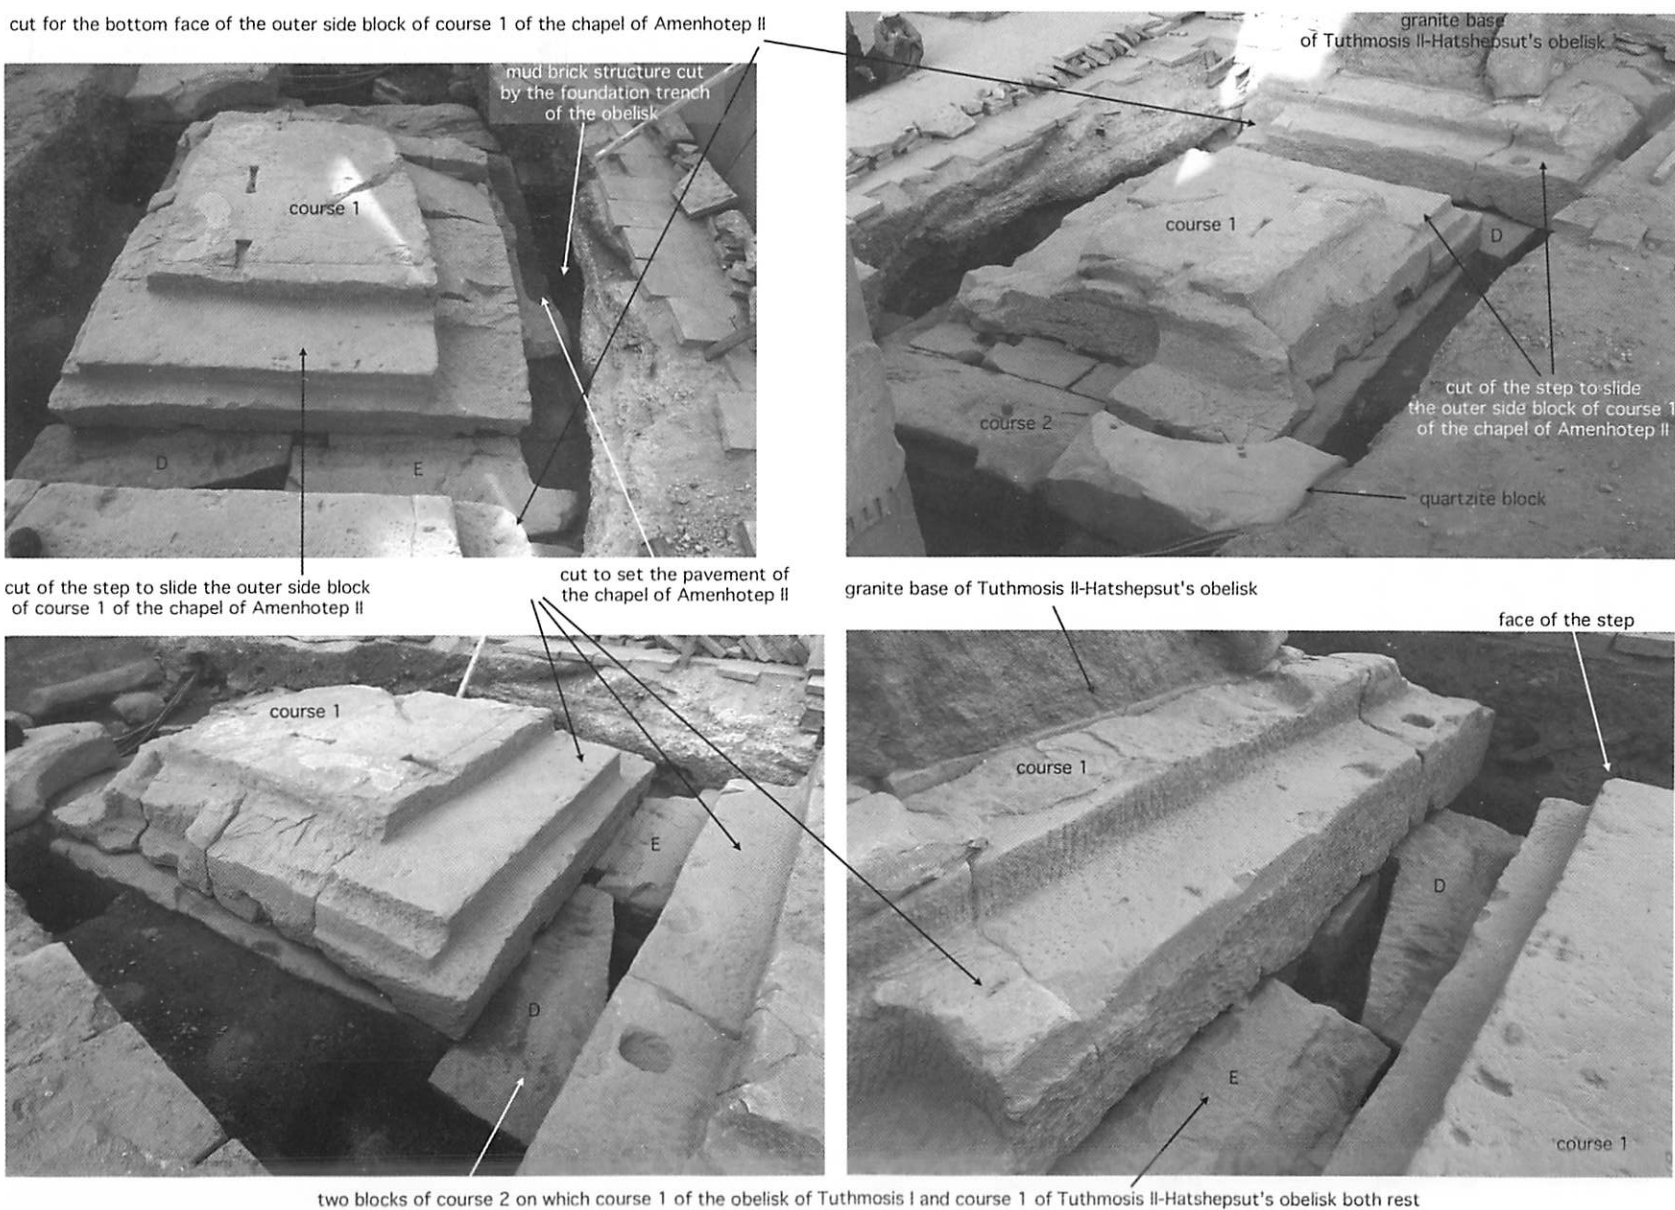 cut for the bottom face of the outer side block of course 1 of the chapel of Amenhotep II
mud brick structure cut
by the foundation trench
of the obelisk
course 1
D
E
granite base
of Tuthmosis II-Hatshepsut's obelisk
course 1
D
cut of the step to slide
the outer side block of course 1
of the chapel of Amenhotep II
course 2
quartzite block
cut of the step to slide the outer side block
of course 1 of the chapel of Amenhotep II
cut to set the pavement of
the chapel of Amenhotep II
granite base of Tuthmosis II-Hatshepsut's obelisk
face of the step
course 1
E
D
course 1
D
E
course 1
two blocks of course 2 on which course 1 of the obelisk of Tuthmosis I and course 1 of Tuthmosis II-Hatshepsut's obelisk both rest